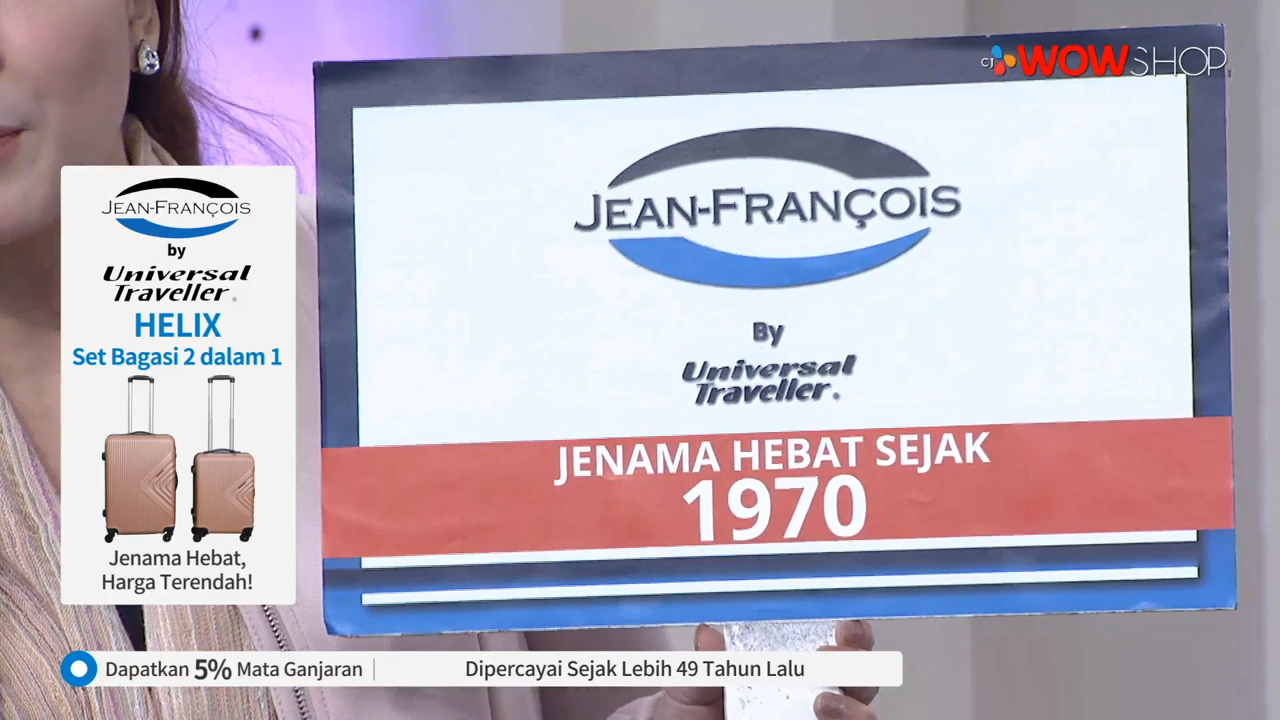 CJ WOWSHOP
JEAN-FRANÇOIS
by
Universal
Traveller®
HELIX
Set Bagasi 2 dalam 1
Jenama Hebat,
Harga Terendah!
JEAN-FRANÇOIS
By
Universal
Traveller®
JENAMA HEBAT SEJAK
1970
Dapatkan 5% Mata Ganjaran
Dipercayai Sejak Lebih 49 Tahun Lalu